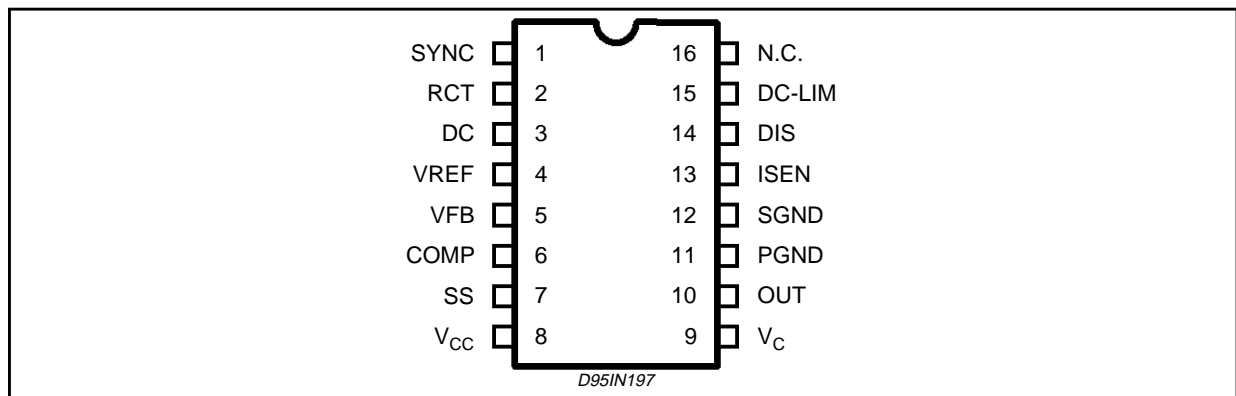 SYNC 1 16 N.C.
RCT 2 15 DC-LIM
DC 3 14 DIS
VREF 4 13 ISEN
VFB 5 12 SGND
COMP 6 11 PGND
SS 7 10 OUT
VCC 8 9 VC
D95IN197